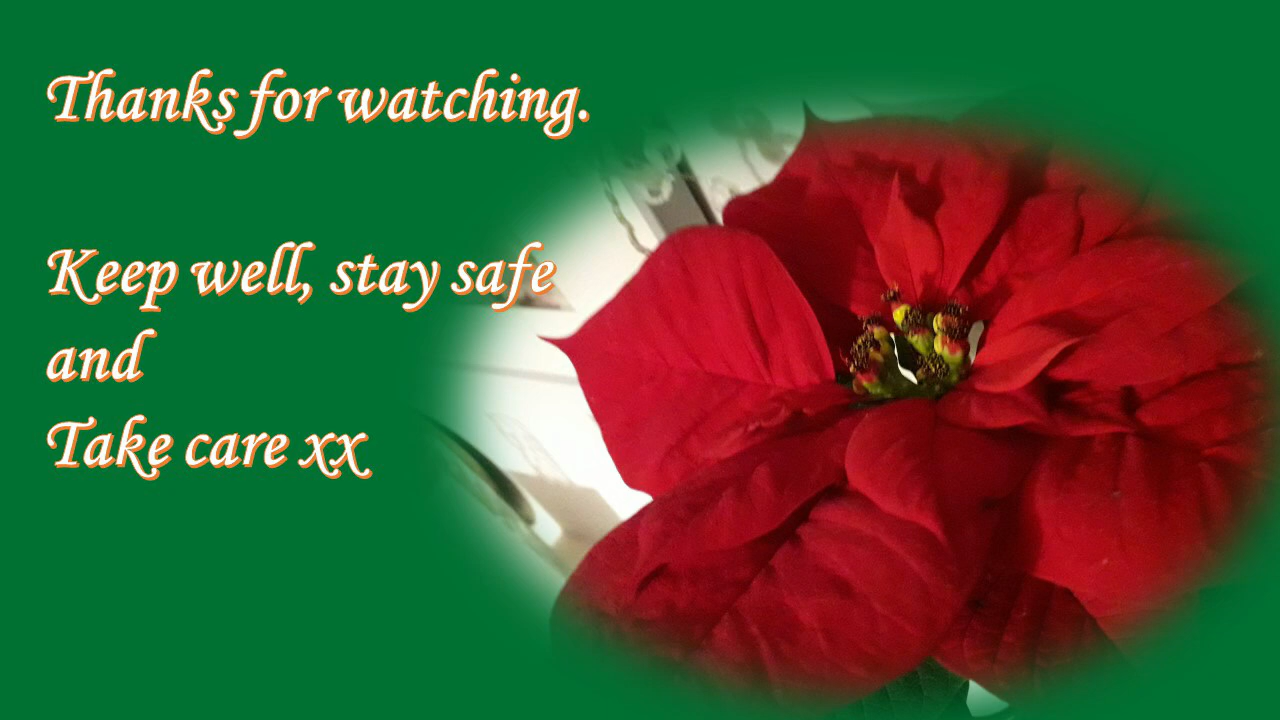 Thanks for watching.
Keep well, stay safe
and
Take care xx